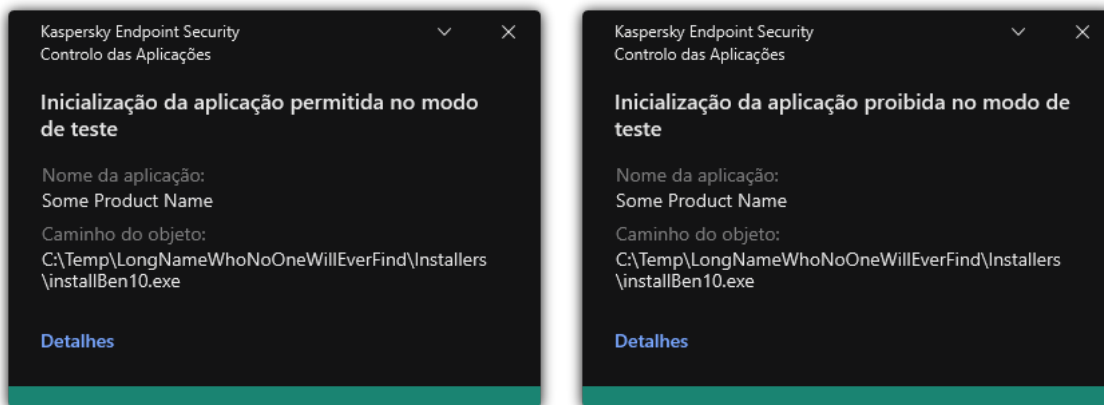 Kaspersky Endpoint Security
Controlo das Aplicações
Inicialização da aplicação permitida no modo
de teste
Nome da aplicação:
Some Product Name
Caminho do objeto:
C:\Temp\LongNameWhoNoOneWillEverFind\Installers
\installBen10.exe
Detalhes
Kaspersky Endpoint Security
Controlo das Aplicações
Inicialização da aplicação proibida no modo de
teste
Nome da aplicação:
Some Product Name
Caminho do objeto:
C:\Temp\LongNameWhoNoOneWillEverFind\Installers
\installBen10.exe
Detalhes